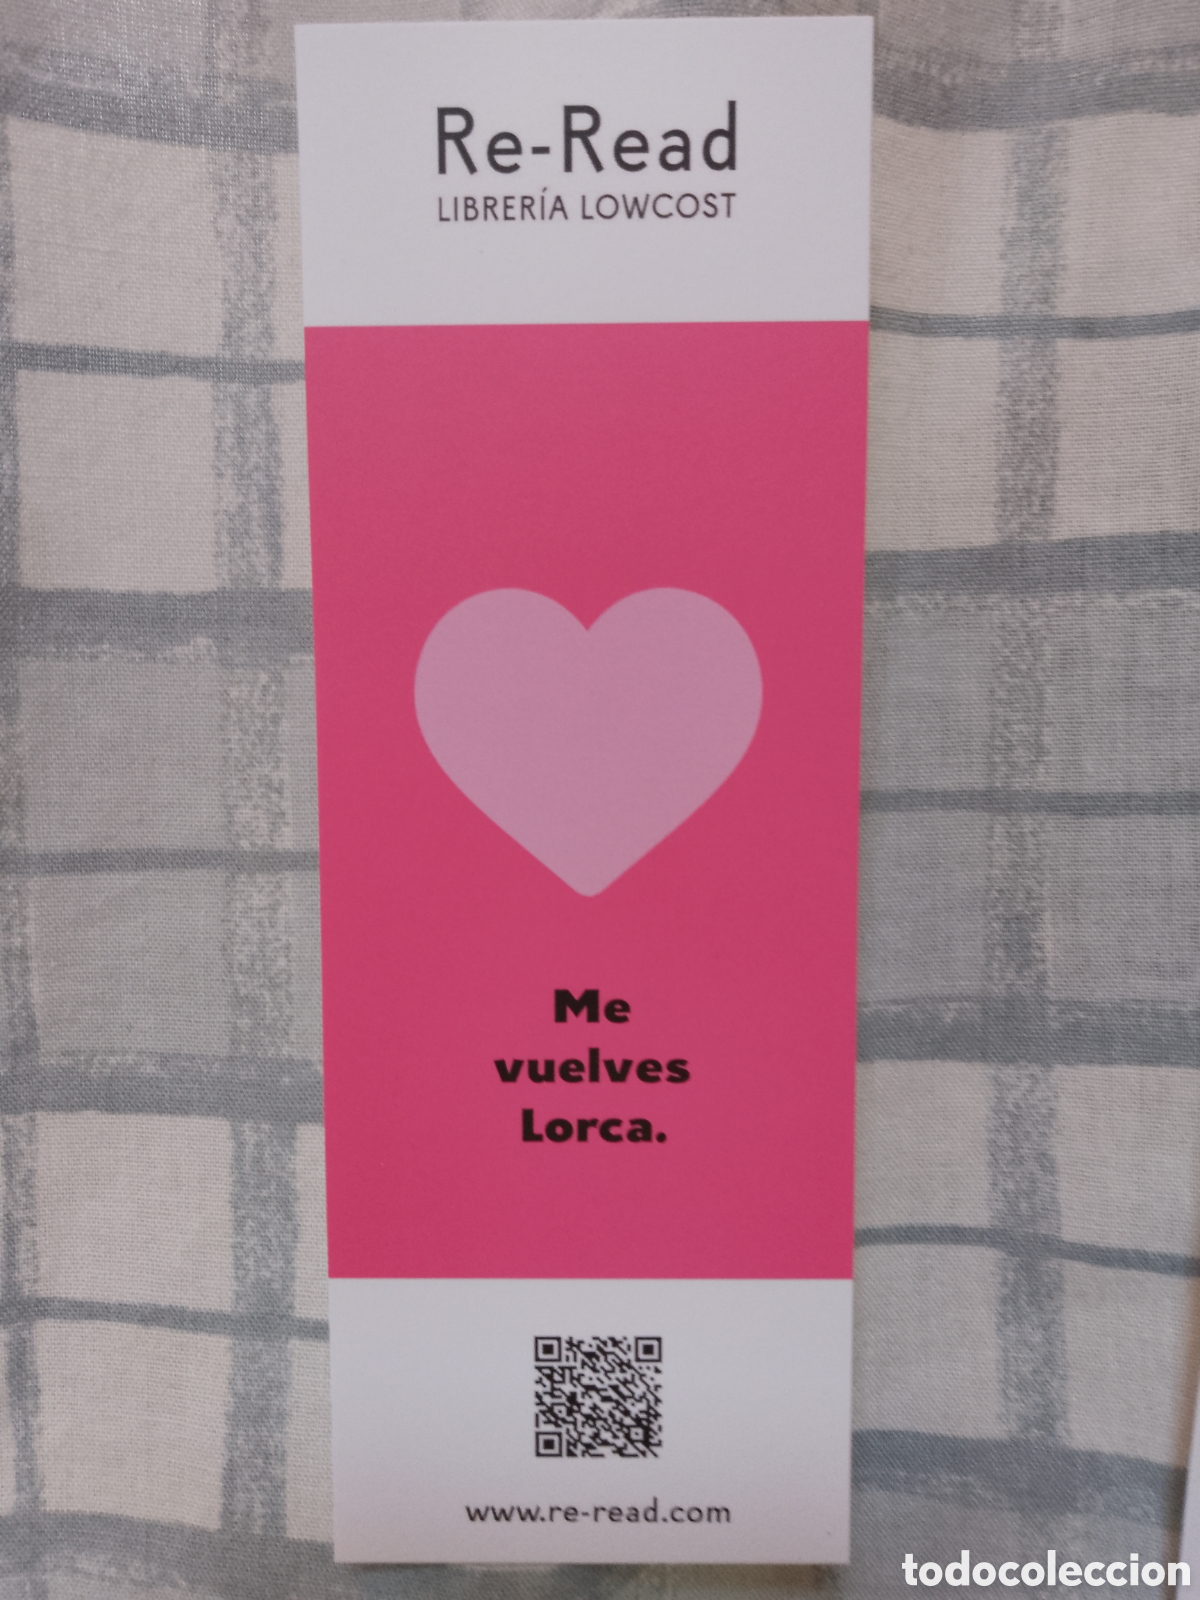 Re-Read
LIBRERÍA LOWCOST
Me
vuelves
Lorca.
www.re-read.com
todocoleccion